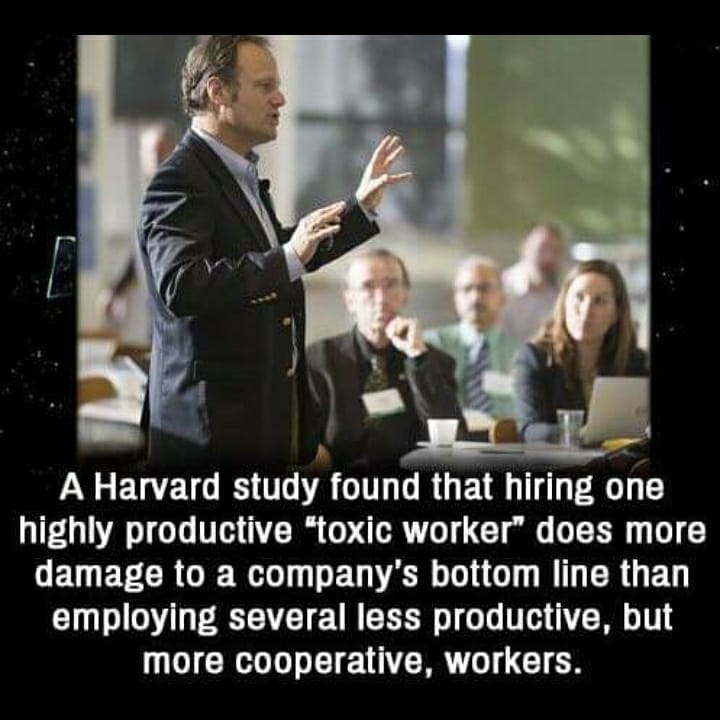 A Harvard study found that hiring one
highly productive "toxic worker" does more
damage to a company's bottom line than
employing several less productive, but
more cooperative, workers.